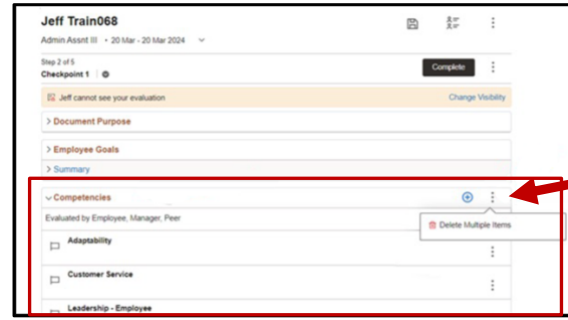 Jeff Train068
Admin Assnt III • 20 Mar - 20 Mar 2024
Step 2 of 5
Checkpoint 1
Complete
Jeff cannot see your evaluation
Change Visibility
Document Purpose
Employee Goals
Summary
Competencies
Evaluated by Employee, Manager, Peer
Delete Multiple Items
Adaptability
Customer Service
Leadership - Employee